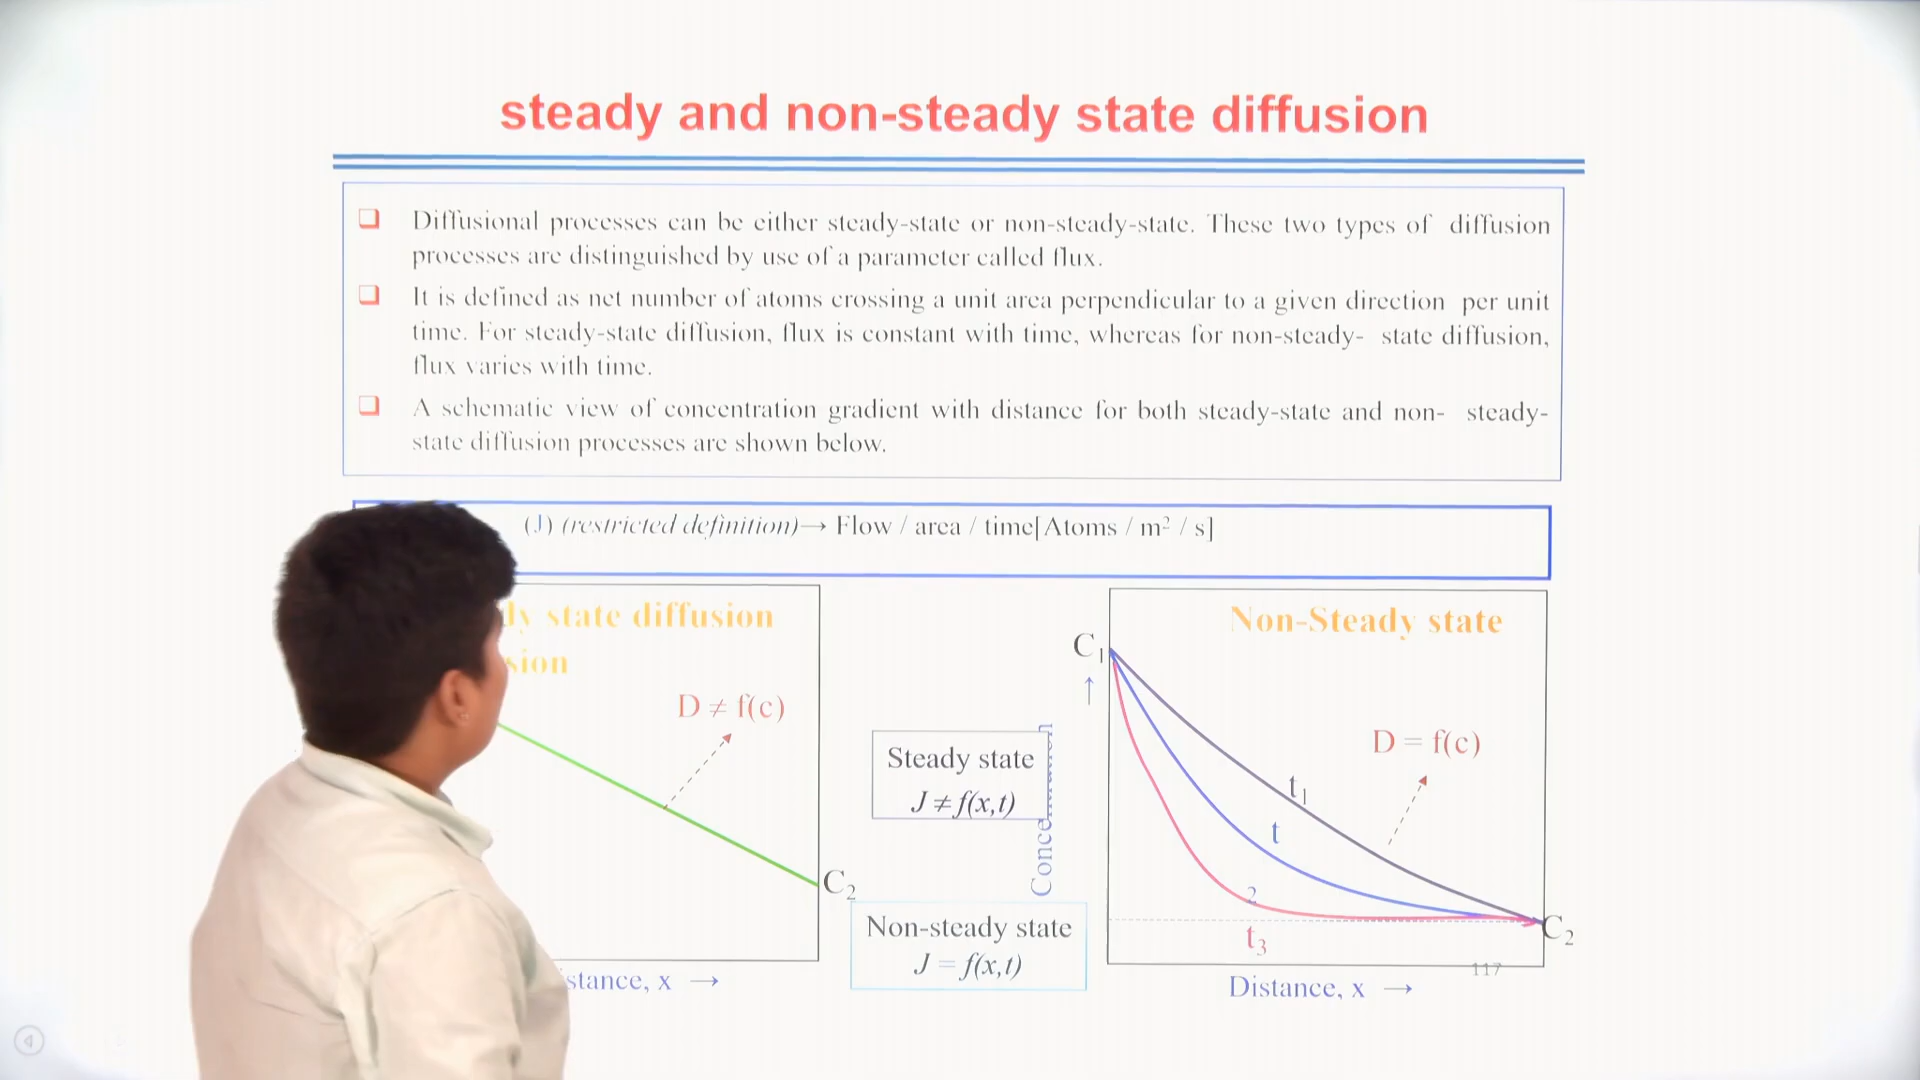 steady and non-steady state diffusion
Diffusional processes can be either steady-state or non-steady-state. These two types of diffusion
processes are distinguished by use of a parameter called flux.
It is defined as net number of atoms crossing a unit area perpendicular to a given direction per unit
time. For steady-state diffusion, flux is constant with time, whereas for non-steady- state diffusion,
flux varies with time.
A schematic view of concentration gradient with distance for both steady-state and non- steady-
state diffusion processes are shown below.
(J) (restricted definition)→ Flow / area / time[Atoms / m² / s]
state diffusion
D ≠ f(c)
C₂
x →
Steady state
J ≠ f(x,t)
Non-steady state
J = f(x,t)
Non-Steady state
C₁
↑
D = f(c)
t₁
t
2
t₃
C₂
117
Distance, x →